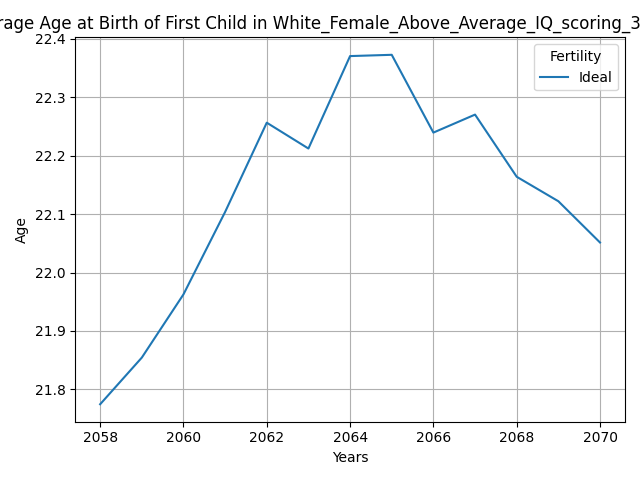 rage Age at Birth of First Child in White_Female_Above_Average_IQ_scoring_3
22.4
22.3
22.2
22.1
22.0
21.9
21.8
Age
Fertility
Ideal
2058 2060 2062 2064 2066 2068 2070
Years